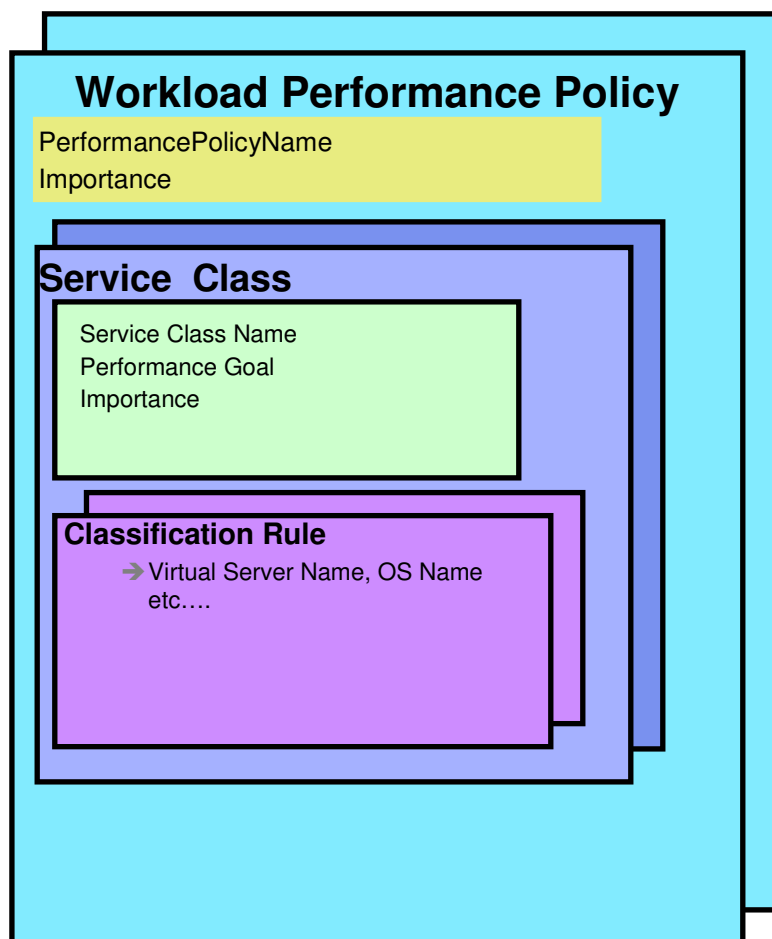 Workload Performance Policy
PerformancePolicyName
Importance
Service Class
Service Class Name
Performance Goal
Importance
Classification Rule
➔ Virtual Server Name, OS Name
etc….